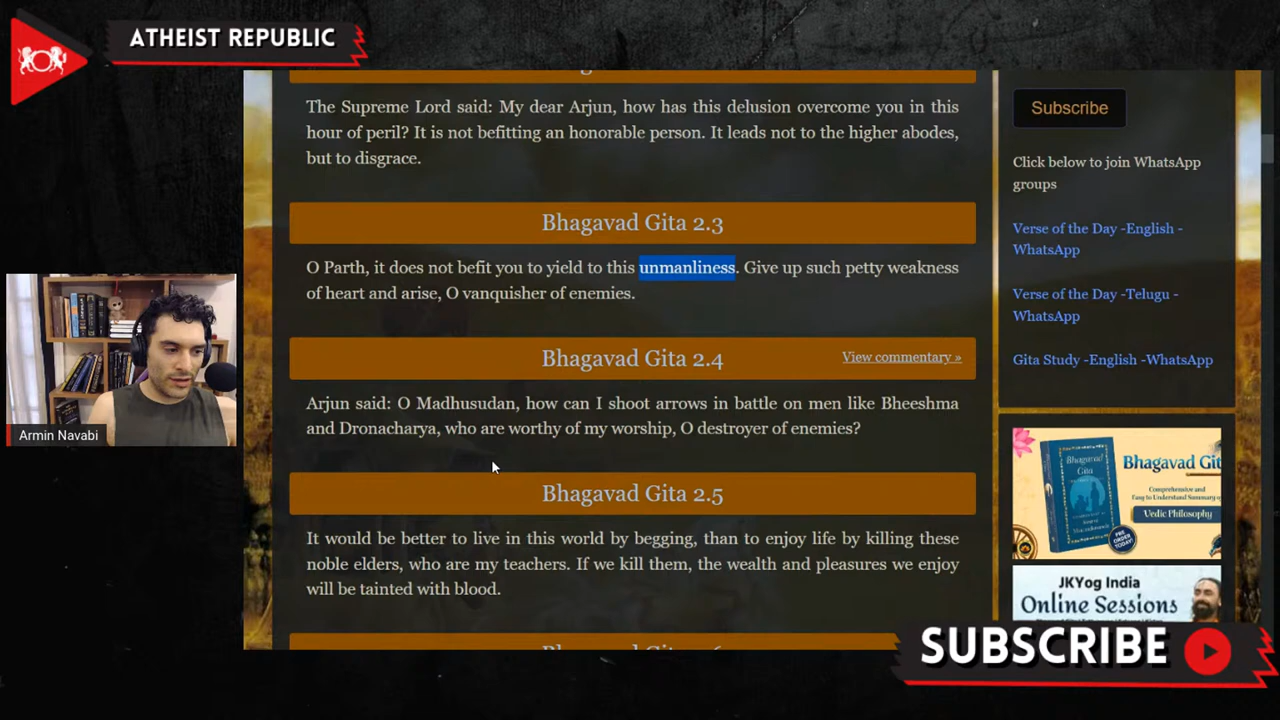 ATHEIST REPUBLIC
The Supreme Lord said: My dear Arjun, how has this delusion overcome you in this
hour of peril? It is not befitting an honorable person. It leads not to the higher abodes,
but to disgrace.
Bhagavad Gita 2.3
O Parth, it does not befit you to yield to this unmanliness. Give up such petty weakness
of heart and arise, O vanquisher of enemies.
Bhagavad Gita 2.4
View commentary »
Arjun said: O Madhusudan, how can I shoot arrows in battle on men like Bheeshma
and Dronacharya, who are worthy of my worship, O destroyer of enemies?
Bhagavad Gita 2.5
It would be better to live in this world by begging, than to enjoy life by killing these
noble elders, who are my teachers. If we kill them, the wealth and pleasures we enjoy
will be tainted with blood.
Subscribe
Click below to join WhatsApp
groups
Verse of the Day -English -
WhatsApp
Verse of the Day -Telugu -
WhatsApp
Gita Study -English -WhatsApp
Bhagavad
Gita
Bhagavad Git
Comprehensive and
Easy to Understand Summary
Vedic Philosophy
JKYog India
Online Sessions
Armin Navabi
SUBSCRIBE